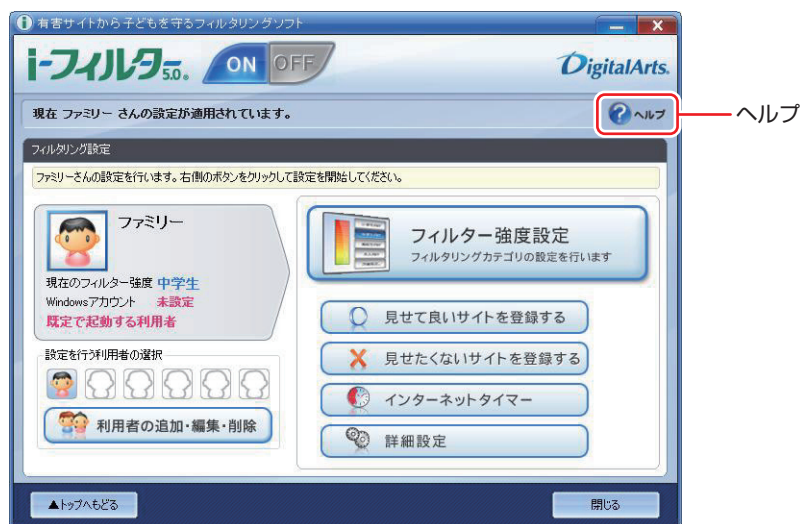 有害サイトから子どもを守るフィルタリングソフト
i-フィルター5.0. ON OFF DigitalArts.
現在 ファミリー さんの設定が適用されています。 ? ヘルプ ヘルプ
フィルタリング設定
ファミリーさんの設定を行います。右側のボタンをクリックして設定を開始してください。
ファミリー
現在のフィルター強度 中学生
Windowsアカウント 未設定
既定で起動する利用者
設定を行う利用者の選択
利用者の追加・編集・削除
フィルター強度設定
フィルタリングカテゴリの設定を行います
見せて良いサイトを登録する
見せたくないサイトを登録する
インターネットタイマー
詳細設定
▲トップへもどる 閉じる